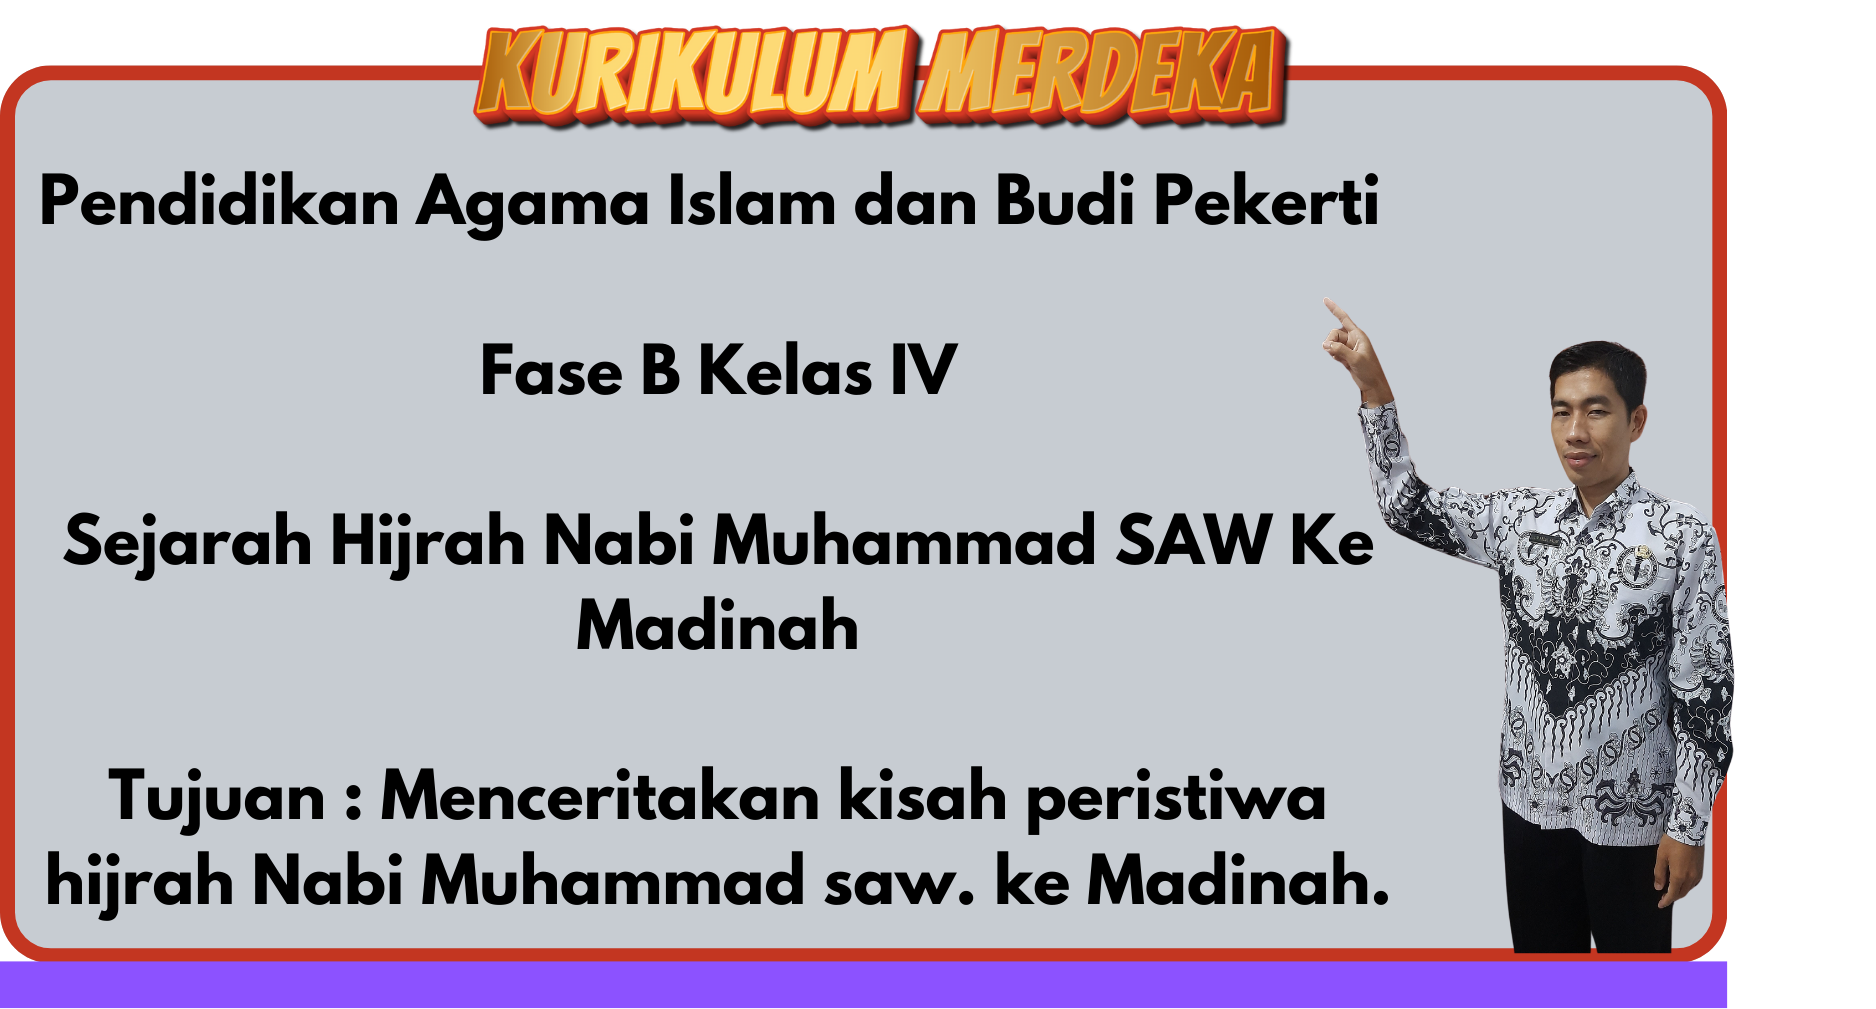 KURIKULUM MERDEKA
Pendidikan Agama Islam dan Budi Pekerti
Fase B Kelas IV
Sejarah Hijrah Nabi Muhammad SAW Ke
Madinah
Tujuan : Menceritakan kisah peristiwa
hijrah Nabi Muhammad saw. ke Madinah.